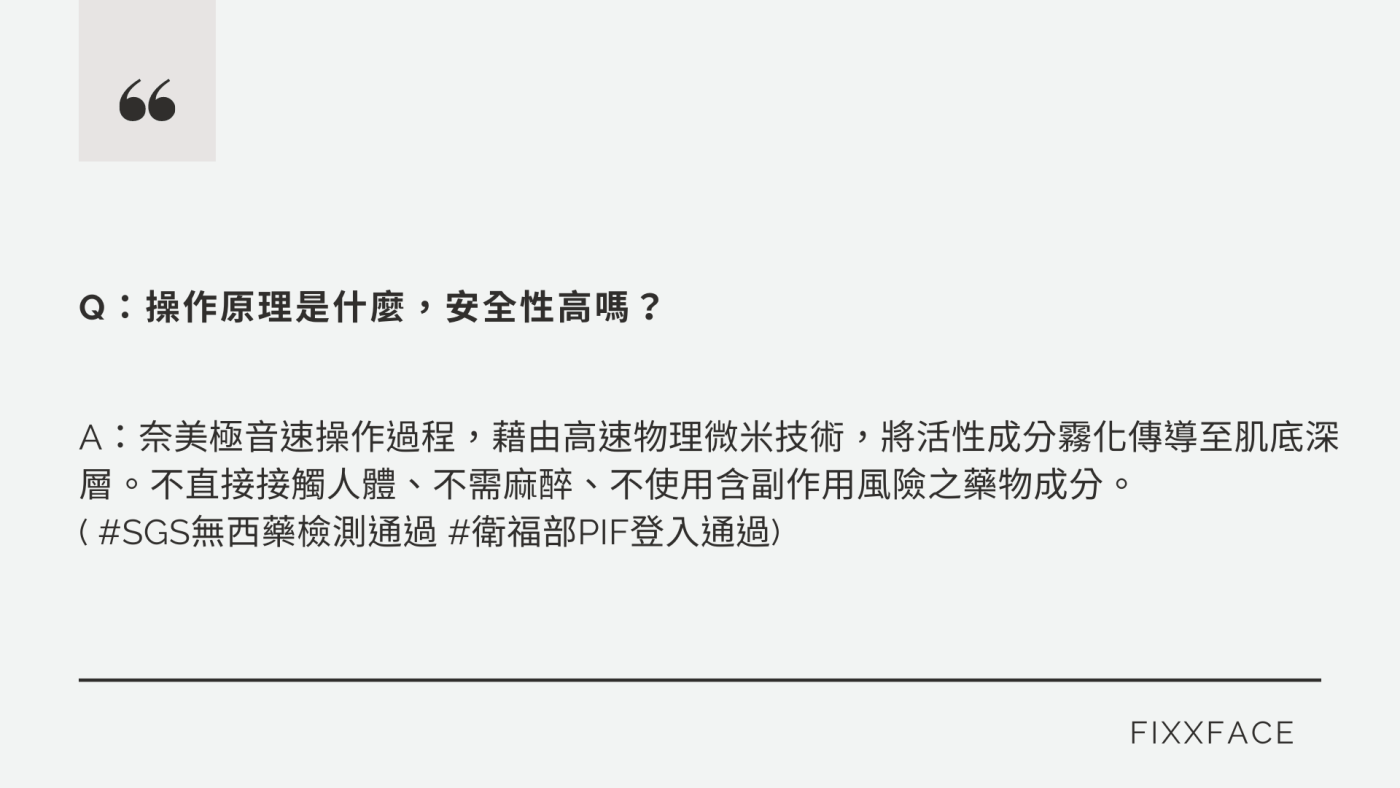 ❝
Q：操作原理是什麼，安全性高嗎？
A：奈美極音速操作過程，藉由高速物理微米技術，將活性成分霧化傳導至肌底深
層。不直接接觸人體、不需麻醉、不使用含副作用風險之藥物成分。
( #SGS無西藥檢測通過 #衛福部PIF登入通過)
FIXXFACE